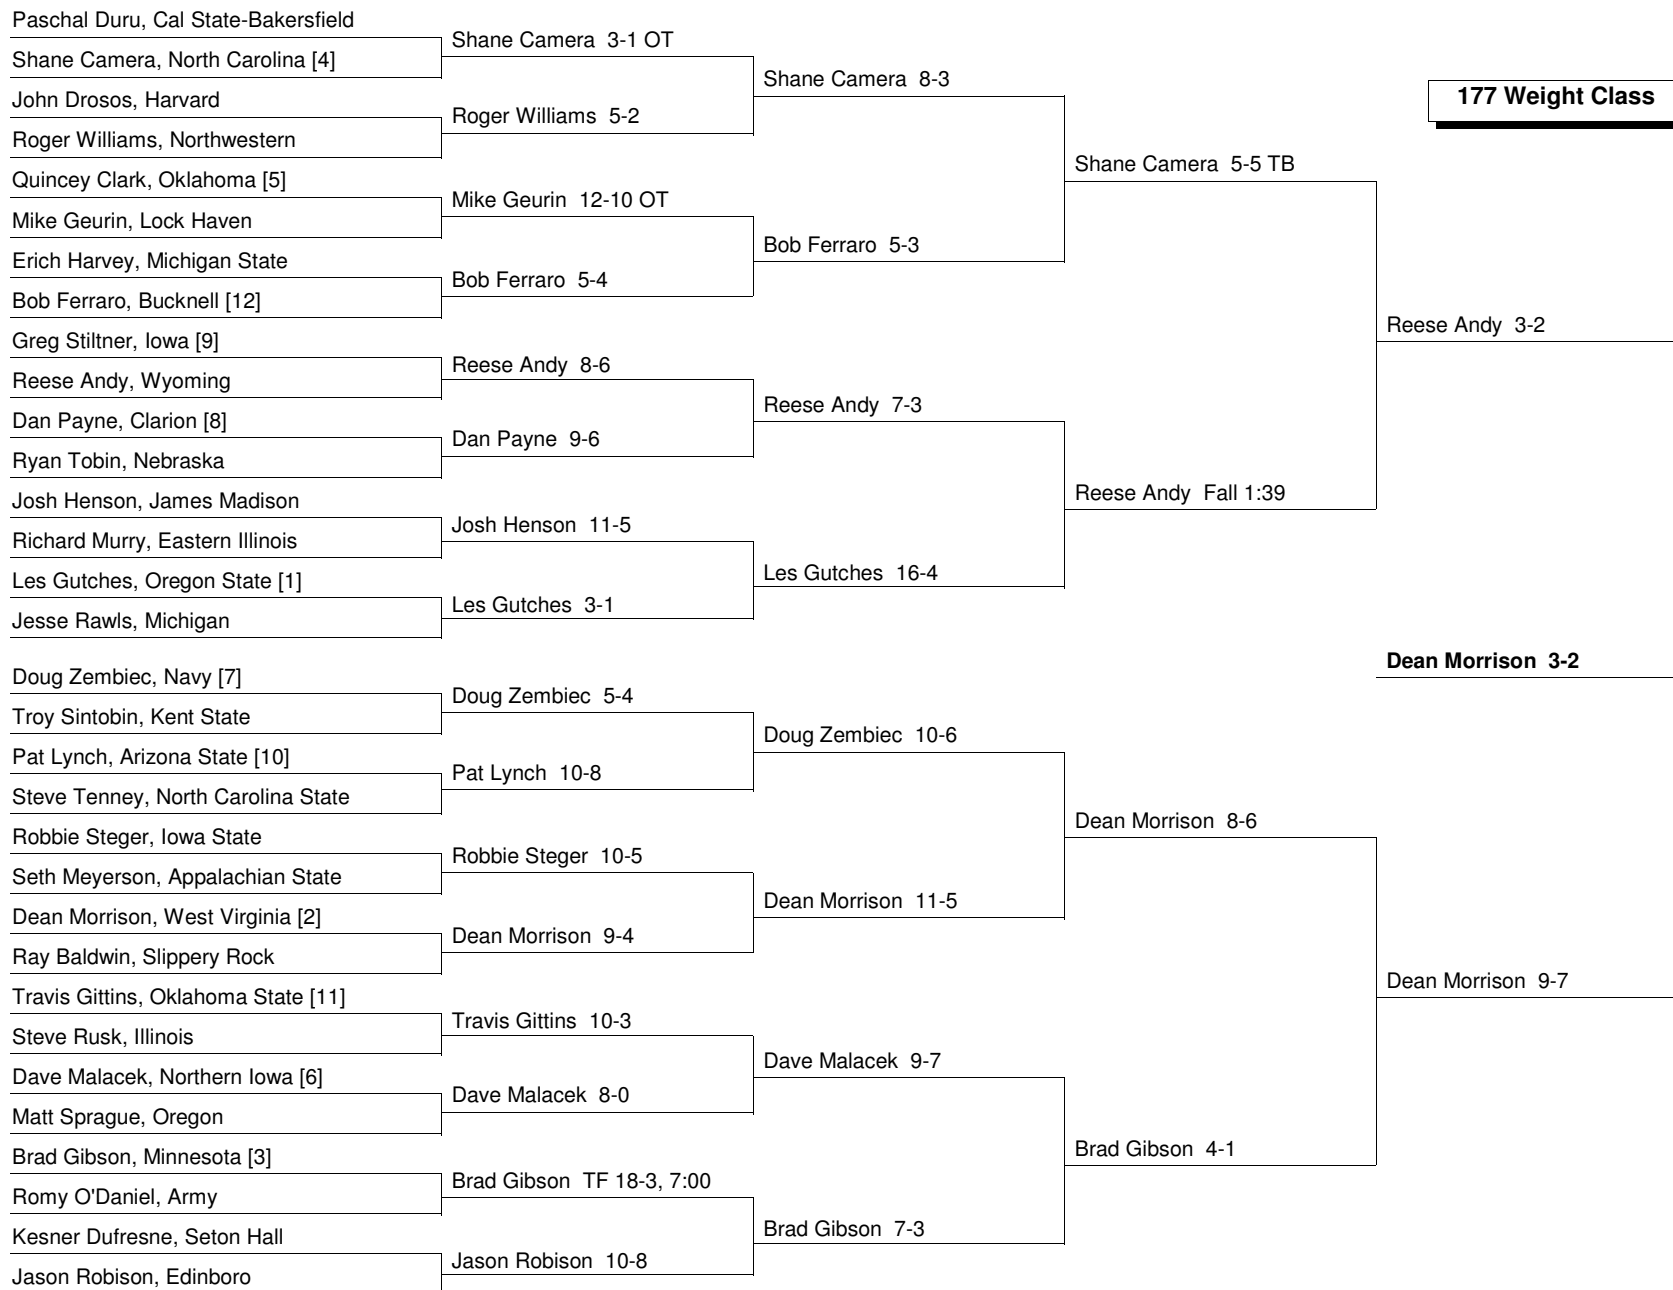 Paschal Duru, Cal State-Bakersfield
Shane Camera, North Carolina [4]
John Drosos, Harvard
Roger Williams, Northwestern
Quincey Clark, Oklahoma [5]
Mike Geurin, Lock Haven
Erich Harvey, Michigan State
Bob Ferraro, Bucknell [12]
Greg Stiltner, Iowa [9]
Reese Andy, Wyoming
Dan Payne, Clarion [8]
Ryan Tobin, Nebraska
Josh Henson, James Madison
Richard Murry, Eastern Illinois
Les Gutches, Oregon State [1]
Jesse Rawls, Michigan
Doug Zembiec, Navy [7]
Troy Sintobin, Kent State
Pat Lynch, Arizona State [10]
Steve Tenney, North Carolina State
Robbie Steger, Iowa State
Seth Meyerson, Appalachian State
Dean Morrison, West Virginia [2]
Ray Baldwin, Slippery Rock
Travis Gittins, Oklahoma State [11]
Steve Rusk, Illinois
Dave Malacek, Northern Iowa [6]
Matt Sprague, Oregon
Brad Gibson, Minnesota [3]
Romy O'Daniel, Army
Kesner Dufresne, Seton Hall
Jason Robison, Edinboro
Shane Camera 3-1 OT
Roger Williams 5-2
Mike Geurin 12-10 OT
Bob Ferraro 5-4
Reese Andy 8-6
Dan Payne 9-6
Josh Henson 11-5
Les Gutches 3-1
Doug Zembiec 5-4
Pat Lynch 10-8
Robbie Steger 10-5
Dean Morrison 9-4
Travis Gittins 10-3
Dave Malacek 8-0
Brad Gibson TF 18-3, 7:00
Jason Robison 10-8
Shane Camera 8-3
Bob Ferraro 5-3
Reese Andy 7-3
Les Gutches 16-4
Doug Zembiec 10-6
Dean Morrison 11-5
Dave Malacek 9-7
Brad Gibson 7-3
Shane Camera 5-5 TB
Reese Andy Fall 1:39
Dean Morrison 8-6
Brad Gibson 4-1
177 Weight Class
Reese Andy 3-2
Dean Morrison 3-2
Dean Morrison 9-7